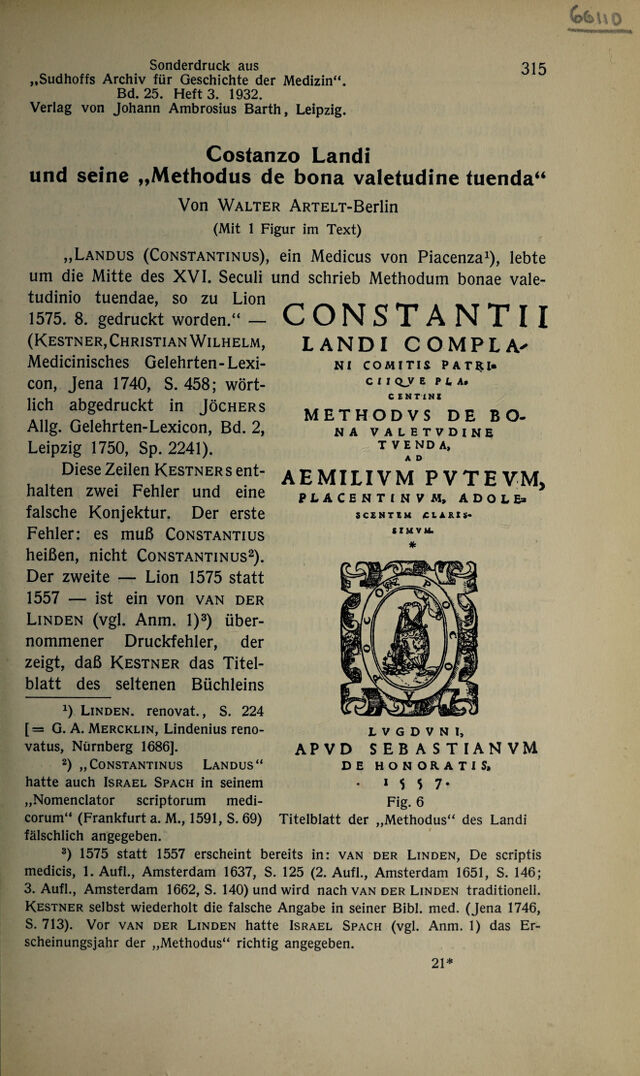 66110
Sonderdruck aus
„Sudhoffs Archiv für Geschichte der Medizin“.
Bd. 25. Heft 3. 1932.
Verlag von Johann Ambrosius Barth, Leipzig.
315
Costanzo Landi
und seine „Methodus de bona valetudine tuenda“
Von WALTER ARTELT-Berlin
(Mit 1 Figur im Text)
„LANDUS (CONSTANTINUS), ein Medicus von Piacenza¹), lebte
um die Mitte des XVI. Seculi und schrieb Methodum bonae vale-
tudinio tuendae, so zu Lion
1575. 8. gedruckt worden.“ —
(KESTNER, CHRISTIAN WILHELM,
Medicinisches Gelehrten-Lexi-
con, Jena 1740, S. 458; wört-
lich abgedruckt in JÖCHERS
Allg. Gelehrten-Lexicon, Bd. 2,
Leipzig 1750, Sp. 2241).
Diese Zeilen KESTNERs ent-
halten zwei Fehler und eine
falsche Konjektur. Der erste
Fehler: es muß CONSTANTIUS
heißen, nicht CONSTANTINUS²).
Der zweite — Lion 1575 statt
1557 — ist ein von VAN DER
LINDEN (vgl. Anm. 1)³) über-
nommener Druckfehler, der
zeigt, daß KESTNER das Titel-
blatt des seltenen Büchleins
CONSTANTII
LANDI COMPLA-
NI COMITIS PATRI-
CIIQVE PLA-
CENTINI
METHODVS DE BO-
NA VALETVDINE
TVENDA,
AD
AEMILIVM PVTEVM,
PLACENTINVM, ADOLE-
SCENTEM CLARIS-
SIMVM.
*
LVGDVNI,
APVD SEBASTIANVM
DE HONORATIS.
· 1557·
Fig. 6
Titelblatt der „Methodus“ des Landi
¹) LINDEN. renovat., S. 224
[= G. A. MERCKLIN, Lindenius reno-
vatus, Nürnberg 1686].
²) „CONSTANTINUS LANDUS“
hatte auch ISRAEL SPACH in seinem
„Nomenclator scriptorum medi-
corum“ (Frankfurt a. M., 1591, S. 69)
fälschlich angegeben.
³) 1575 statt 1557 erscheint bereits in: VAN DER LINDEN, De scriptis
medicis, 1. Aufl., Amsterdam 1637, S. 125 (2. Aufl., Amsterdam 1651, S. 146;
3. Aufl., Amsterdam 1662, S. 140) und wird nach VAN DER LINDEN traditionell.
KESTNER selbst wiederholt die falsche Angabe in seiner Bibl. med. (Jena 1746,
S. 713). Vor VAN DER LINDEN hatte ISRAEL SPACH (vgl. Anm. 1) das Er-
scheinungsjahr der „Methodus“ richtig angegeben.
21*